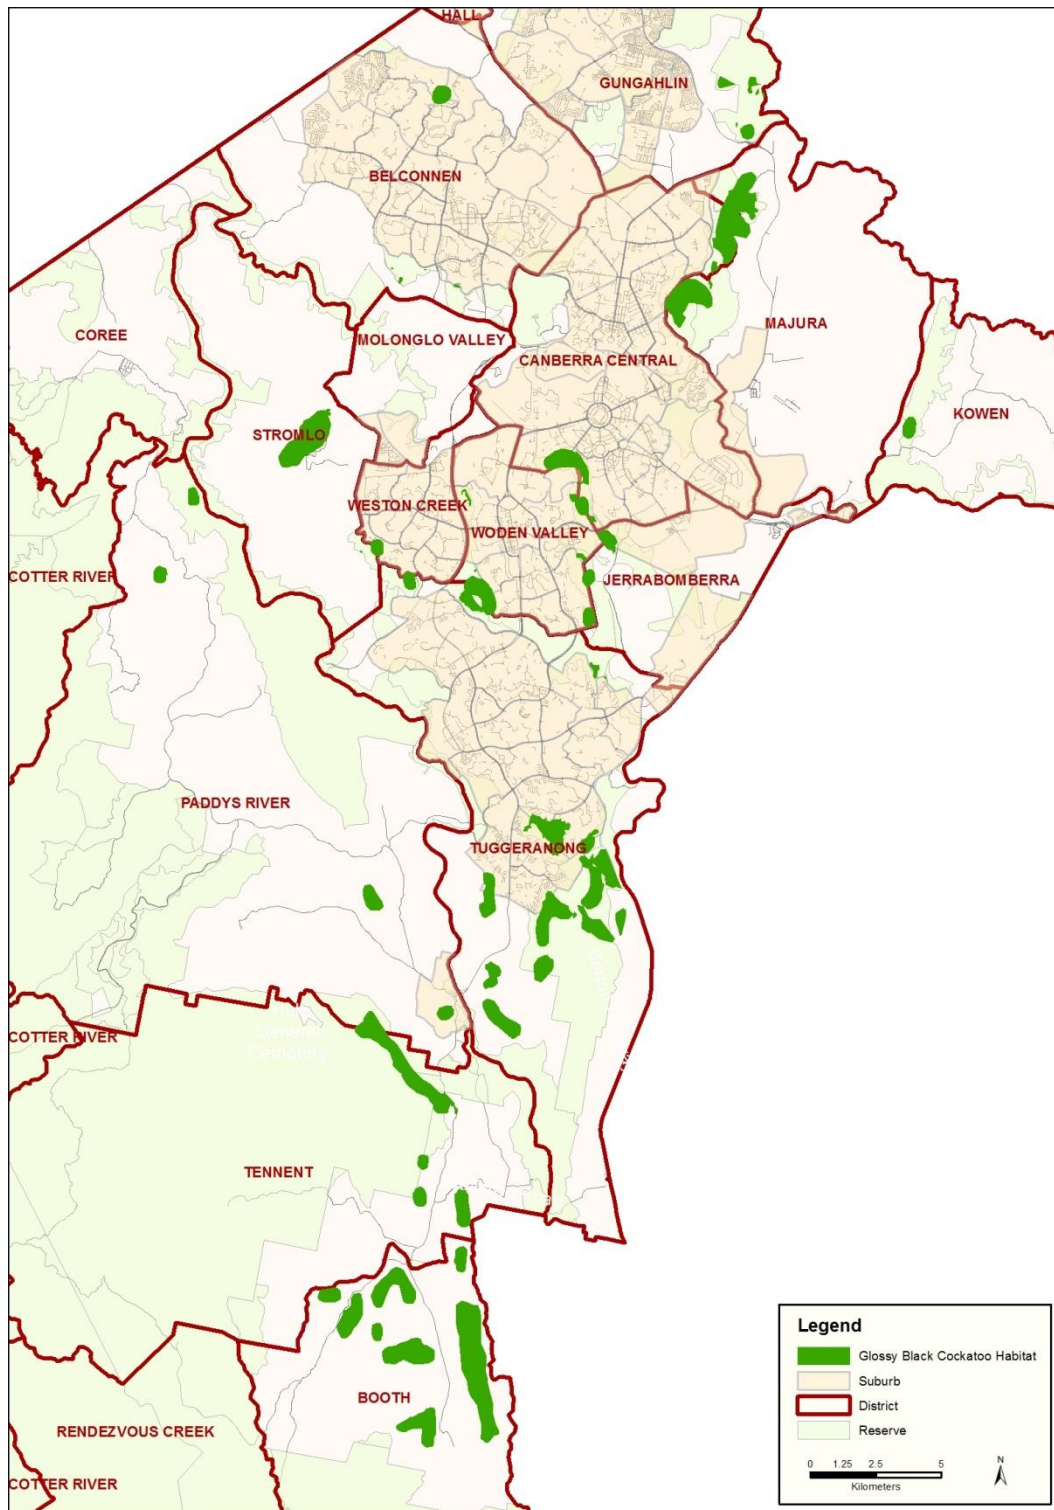 HALL
GUNGAHLIN
BELCONNEN
COREE
MOLONGLO VALLEY
MAJURA
CANBERRA CENTRAL
KOWEN
STROMLO
WESTON CREEK
WODEN VALLEY
COTTER RIVER
JERRABOMBERRA
PADDYS RIVER
TUGGERANONG
General
COTTER RIVER
TENNENT
BOOTH
RENDEZVOUS CREEK
COTTER RIVER
Legend
Glossy Black Cockatoo Habitat
Suburb
District
Reserve
0 1.25 2.5 5
Kilometers
N